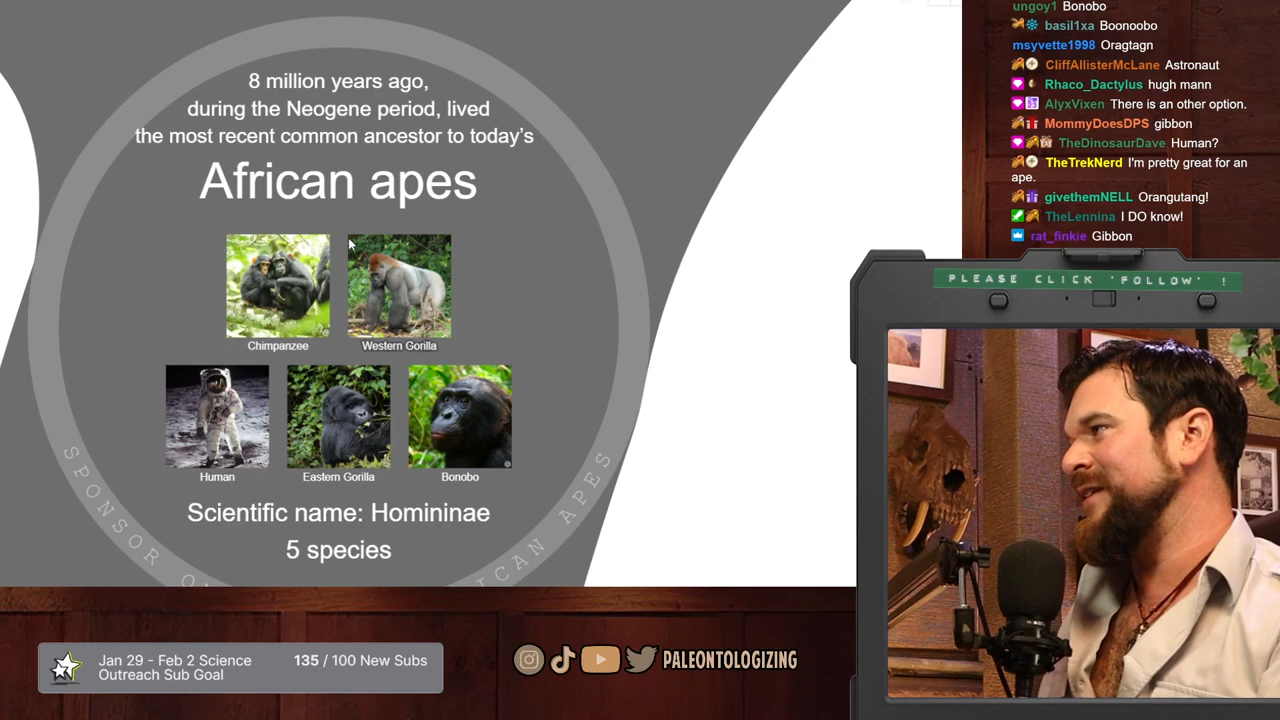 8 million years ago,
during the Neogene period, lived
the most recent common ancestor to today's
African apes
Chimpanzee
Western Gorilla
Human
Eastern Gorilla
Bonobo
Scientific name: Homininae
5 species
SPONSOR O
ICAN APES
ungoy1 Bonobo
basil1xa Boonoobo
msyvette1998 Oragtagn
CliffAllisterMcLane Astronaut
Rhaco_Dactylus hugh mann
AlyxVixen There is an other option.
MommyDoesDPS gibbon
TheDinosaurDave Human?
TheTrekNerd I'm pretty great for an
ape.
givethemNELL Orangutang!
TheLennina I DO know!
rat_finkie Gibbon
PLEASE CLICK 'FOLLOW' !
Jan 29 - Feb 2 Science
Outreach Sub Goal
135 / 100 New Subs
PALEONTOLOGIZING